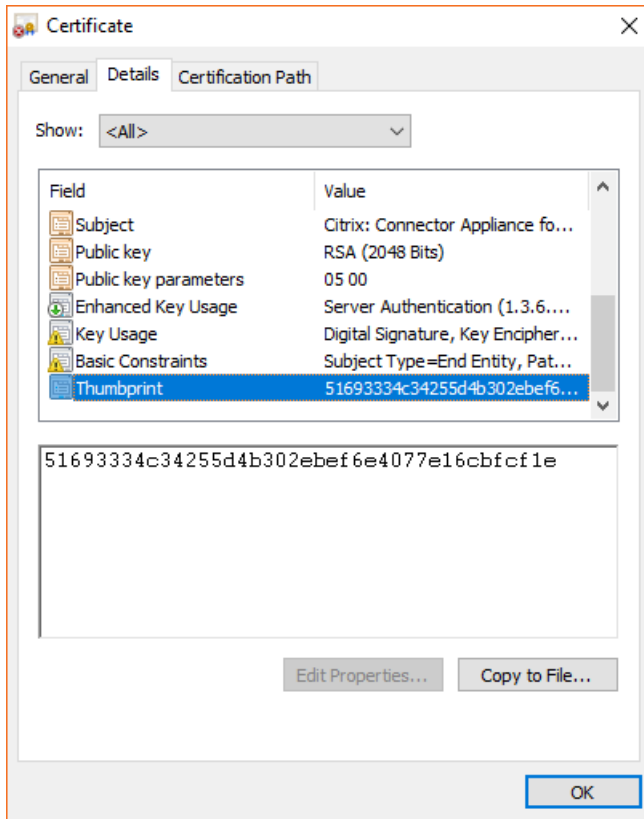 Certificate
General Details Certification Path
Show: <All>
Field Value
Subject Citrix: Connector Appliance fo...
Public key RSA (2048 Bits)
Public key parameters 05 00
Enhanced Key Usage Server Authentication (1.3.6....
Key Usage Digital Signature, Key Encipher...
Basic Constraints Subject Type=End Entity, Pat...
Thumbprint 51693334c34255d4b302ebef6...
51693334c34255d4b302ebef6e4077e16cbfcf1e
Edit Properties... Copy to File...
OK